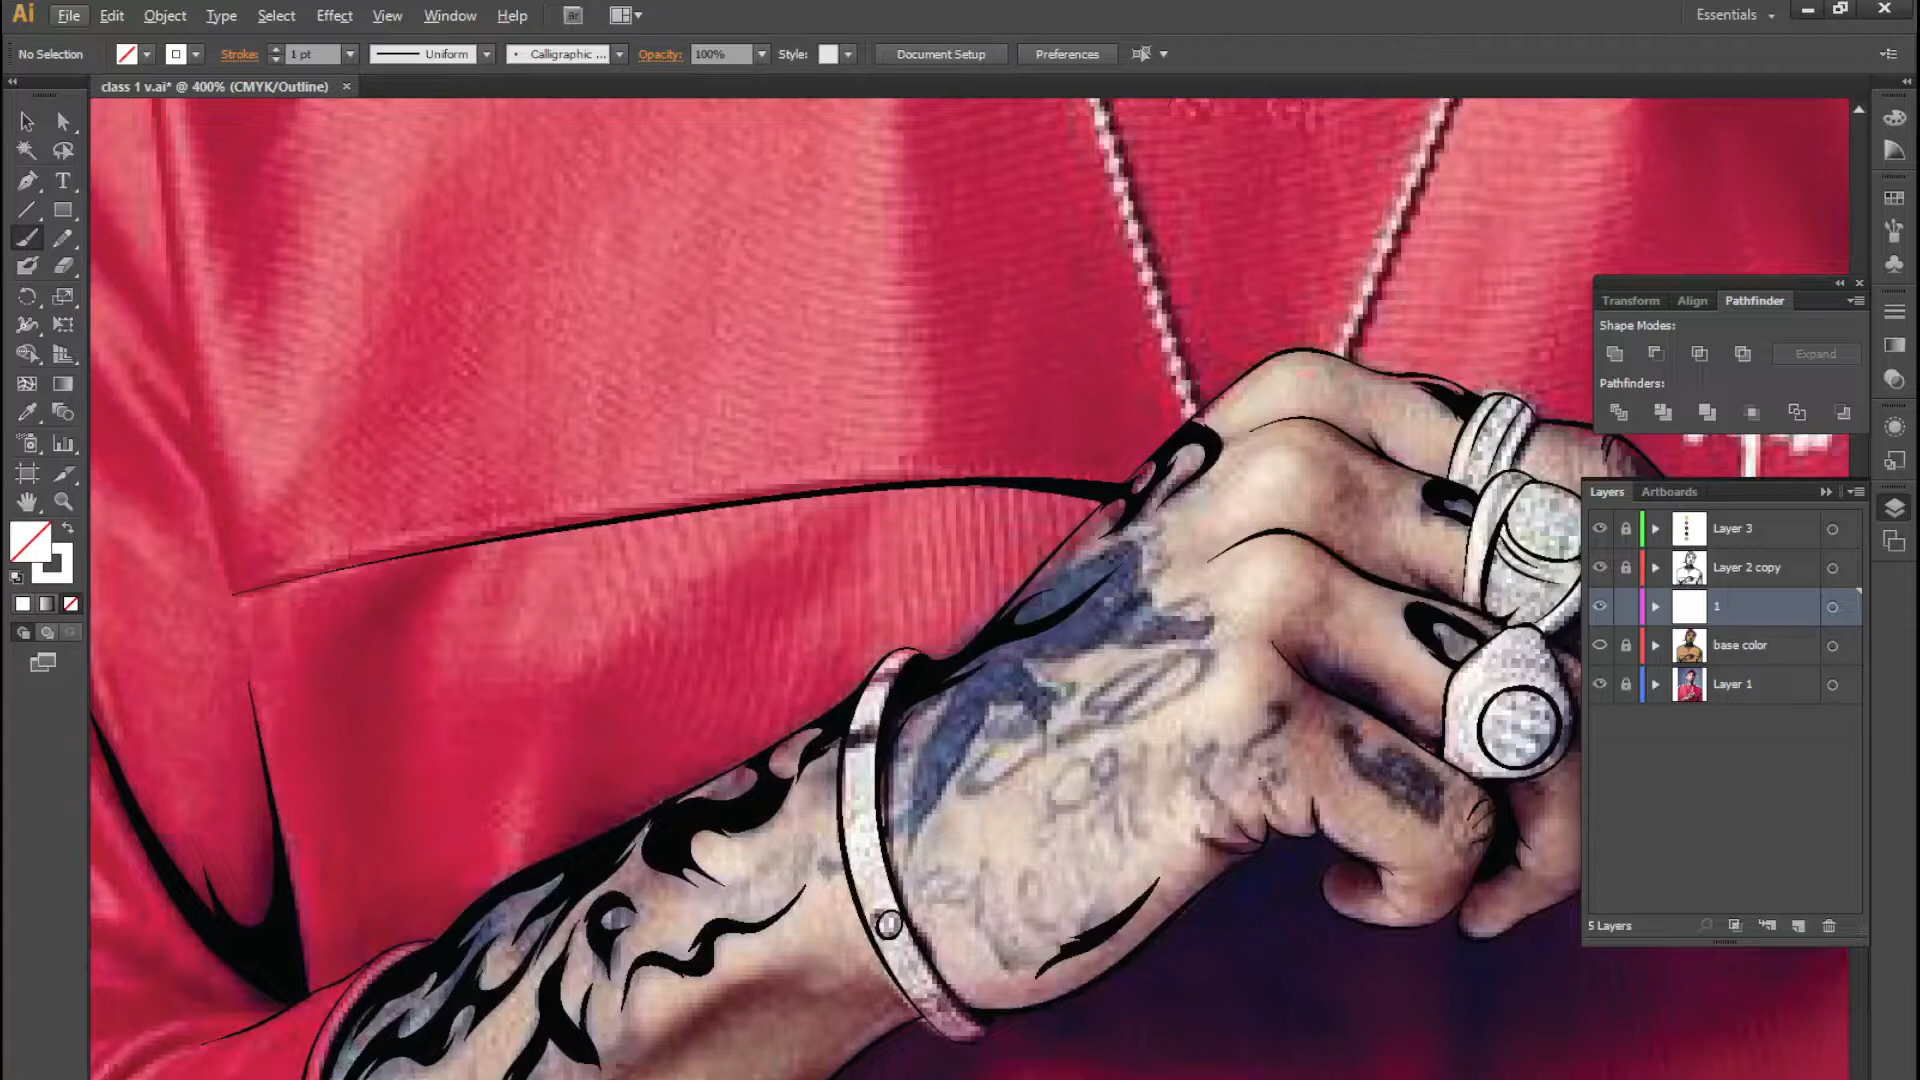 Ai File Edit Object Type Select Effect View Window Help Br Essentials
No Selection Stroke: 1 pt Uniform Calligraphic ... Opacity: 100% Style: Document Setup Preferences
class 1 v.ai* @ 400% (CMYK/Outline) ×
Transform Align Pathfinder
Shape Modes:
Expand
Pathfinders:
Layers Artboards
Layer 3
Layer 2 copy
1
base color
Layer 1
5 Layers